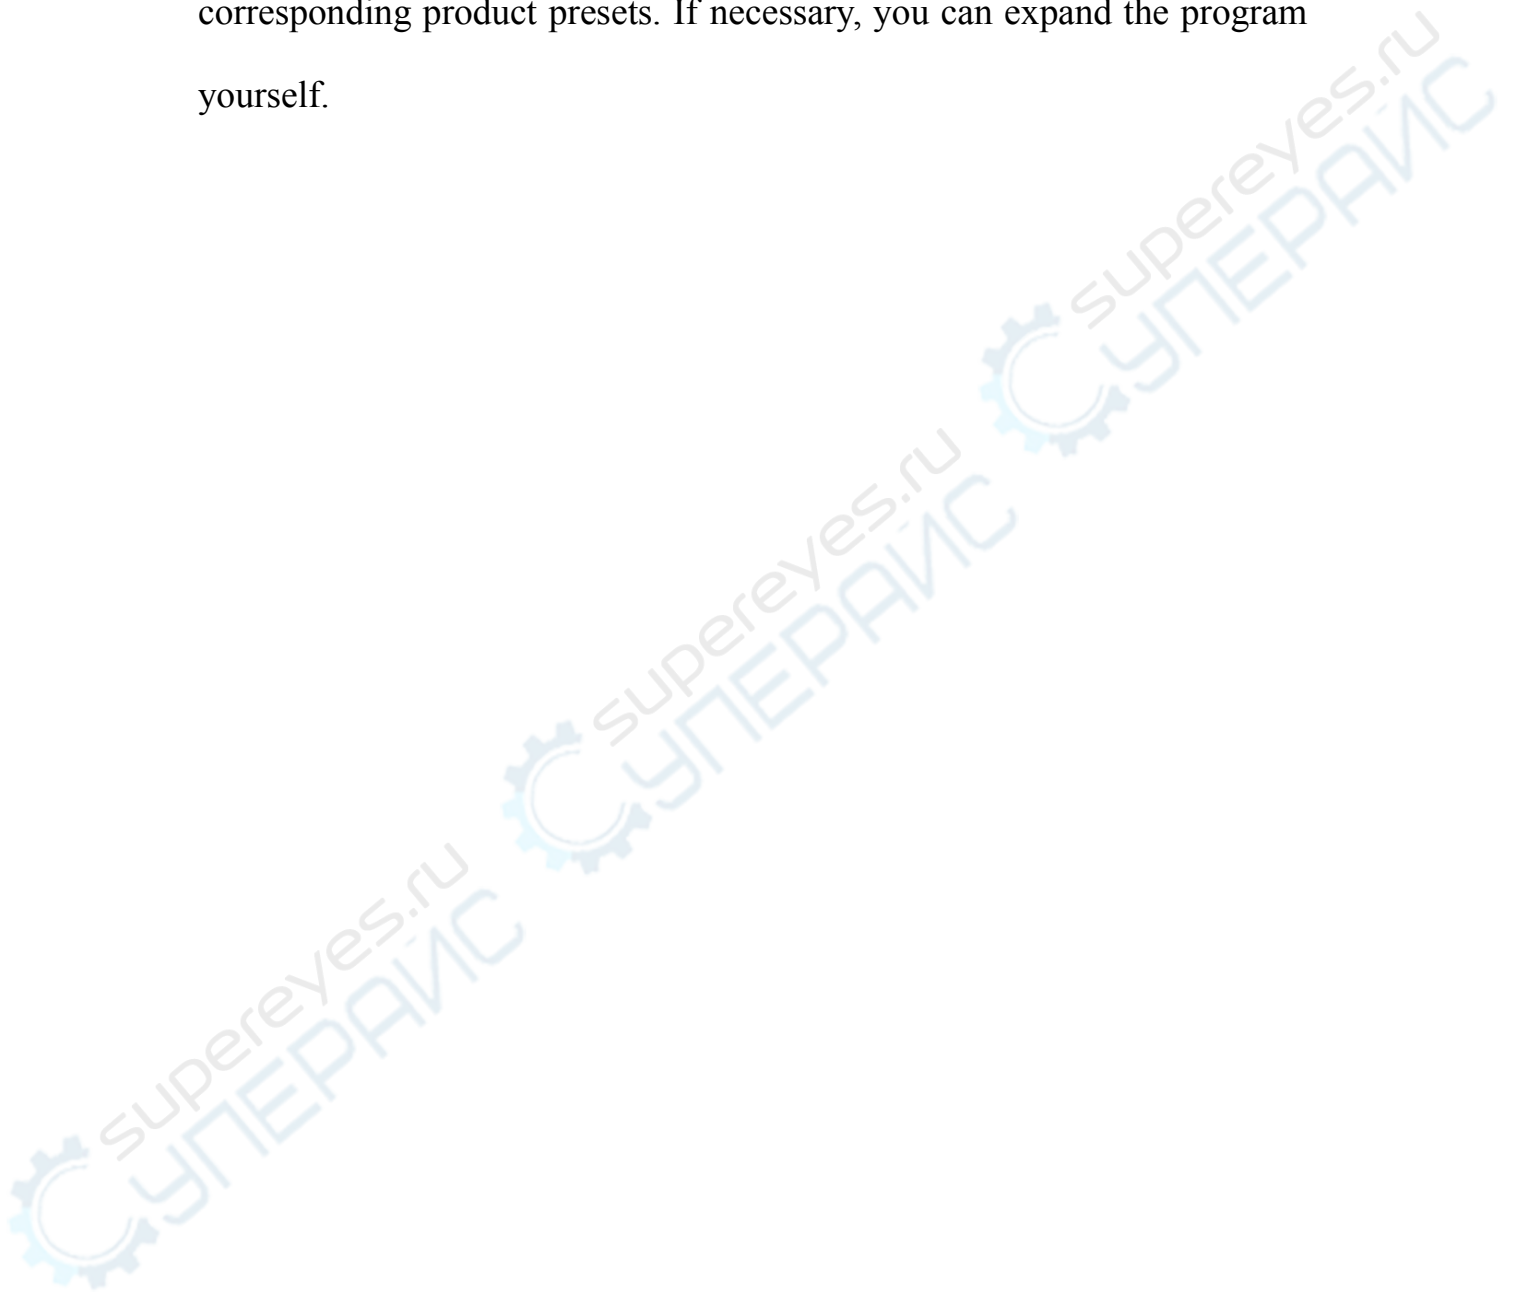 corresponding product presets. If necessary, you can expand the program
yourself.
supereyes.ru
СУПЕРАЙС
supereyes.ru
СУПЕРАЙС
supereyes.ru
СУПЕРАЙС